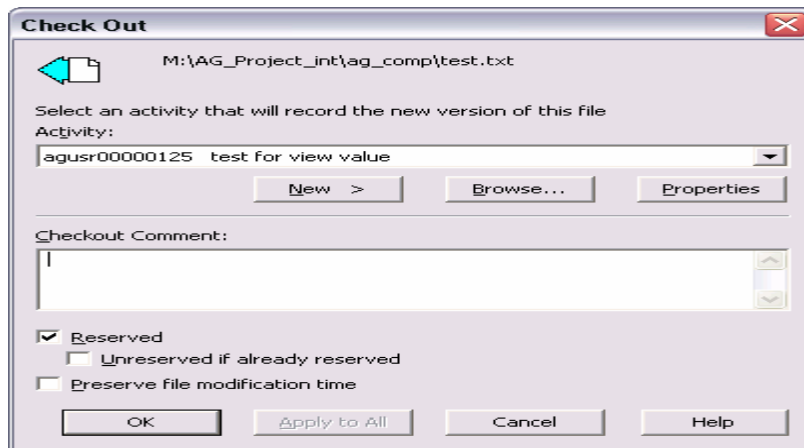 Check Out
M:\AG_Project_int\ag_comp\test.txt
Select an activity that will record the new version of this file
Activity:
agusr00000125 test for view value
New >
Browse...
Properties
Checkout Comment:
Reserved
Unreserved if already reserved
Preserve file modification time
OK
Apply to All
Cancel
Help